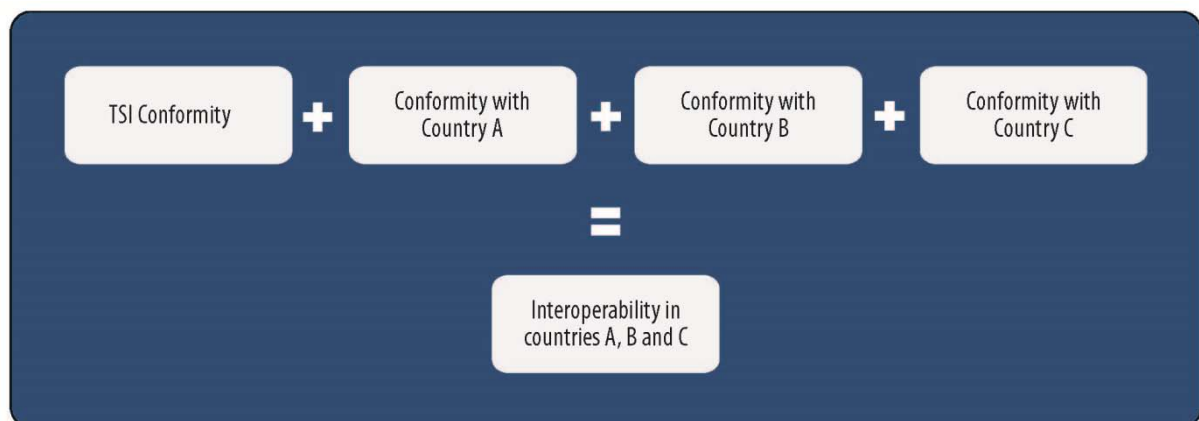 TSI Conformity
+
Conformity with
Country A
+
Conformity with
Country B
+
Conformity with
Country C
=
Interoperability in
countries A, B and C